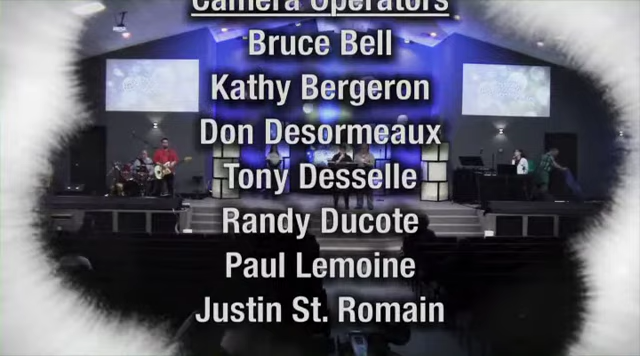 Camera Operators
Bruce Bell
Kathy Bergeron
Don Desormeaux
Tony Desselle
Randy Ducote
Paul Lemoine
Justin St. Romain